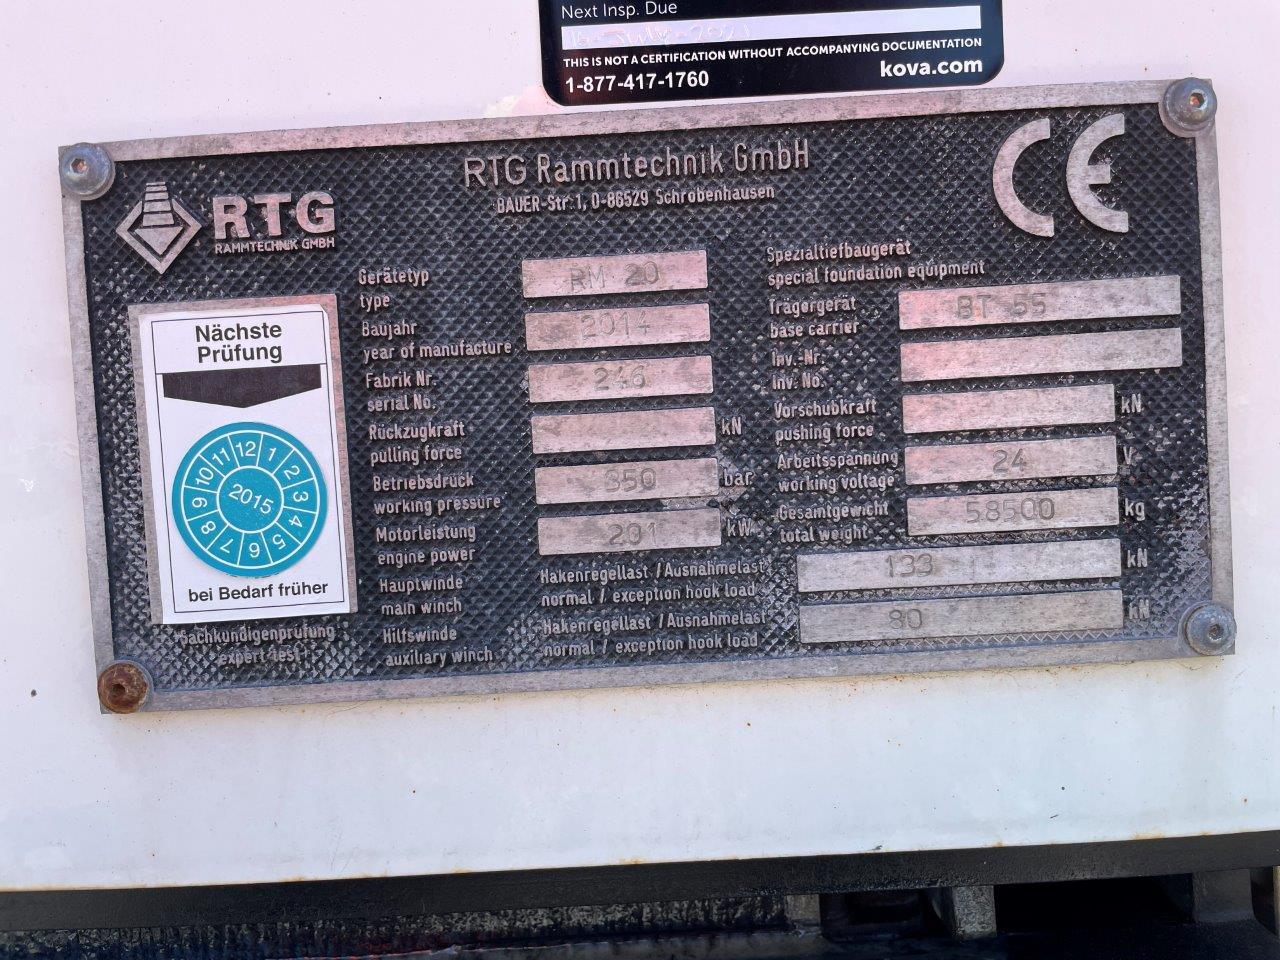 Next Insp. Due
THIS IS NOT A CERTIFICATION WITHOUT ACCOMPANYING DOCUMENTATION
1-877-417-1760
kova.com
RTG Rammtechnik GmbH
BAUER-Str.1, D-86529 Schrobenhausen
CE
RTG
RAMMTECHNIK GMBH
Nächste
Prüfung
12
1
2
3
4
5
6
7
8
9
10
11
2015
bei Bedarf früher
Sachkundigenprüfung
expert test
Gerätetyp
type
RM 20
Baujahr
year of manufacture
2014
Fabrik Nr.
serial No.
246
Rückzugkraft
pulling force
kN
Betriebsdruck
working pressure
350
bar
Motorleistung
engine power
201
kW
Spezialtiefbaugerät
special foundation equipment
Trägergerät
base carrier
BT 55
Inv.-Nr.
Inv. No.
Vorschubkraft
pushing force
kN
Arbeitsspannung
working voltage
24
V
Gesamtgewicht
total weight
58500
kg
Hauptwinde
main winch
Hakenregellast / Ausnahmelast
normal / exception hook load
133
kN
Hilfswinde
auxiliary winch
Hakenregellast / Ausnahmelast
normal / exception hook load
80
kN